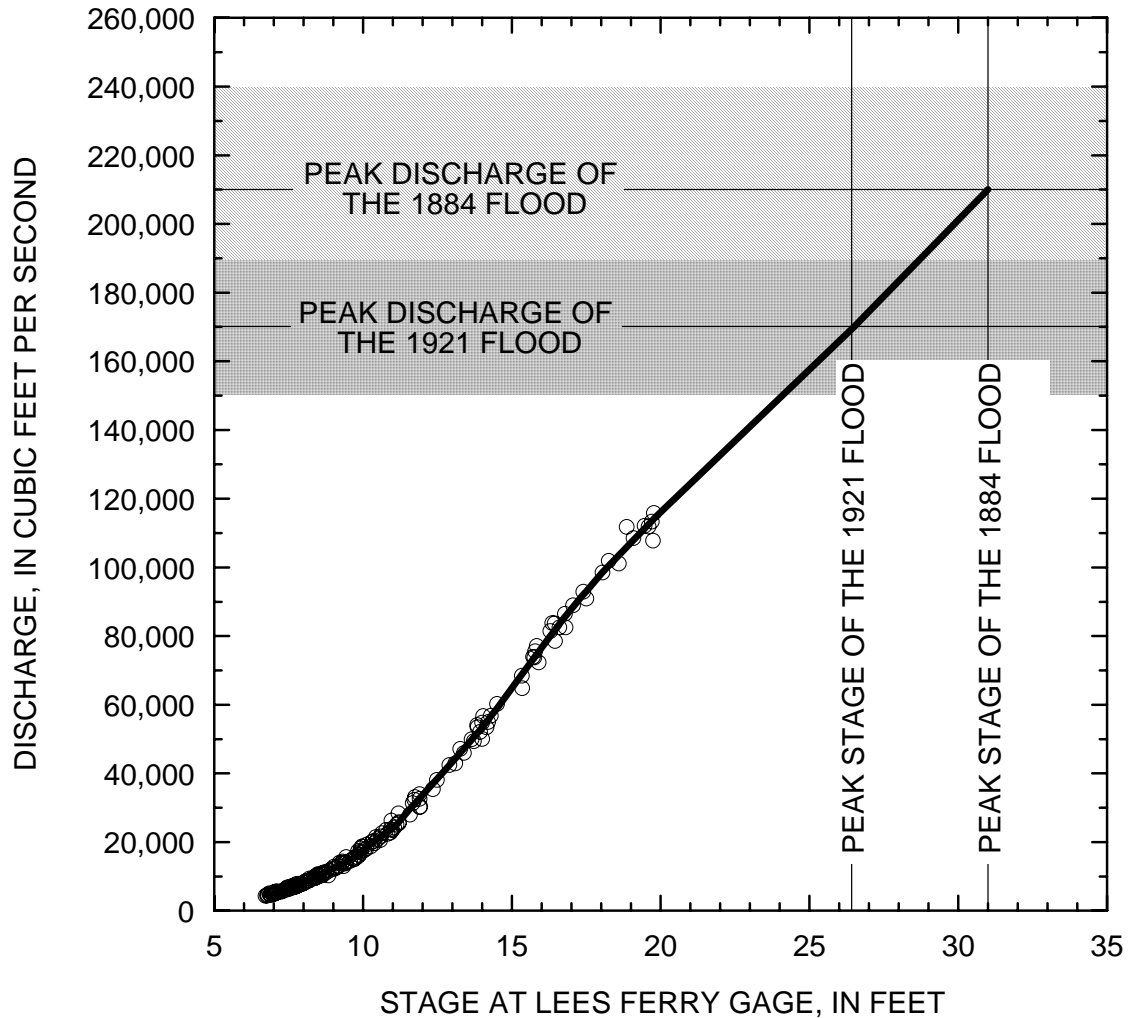 260,000
240,000
220,000
200,000
180,000
160,000
140,000
120,000
100,000
80,000
60,000
40,000
20,000
0
DISCHARGE, IN CUBIC FEET PER SECOND
PEAK DISCHARGE OF
THE 1884 FLOOD
PEAK DISCHARGE OF
THE 1921 FLOOD
PEAK STAGE OF THE 1921 FLOOD
PEAK STAGE OF THE 1884 FLOOD
5 10 15 20 25 30 35
STAGE AT LEES FERRY GAGE, IN FEET